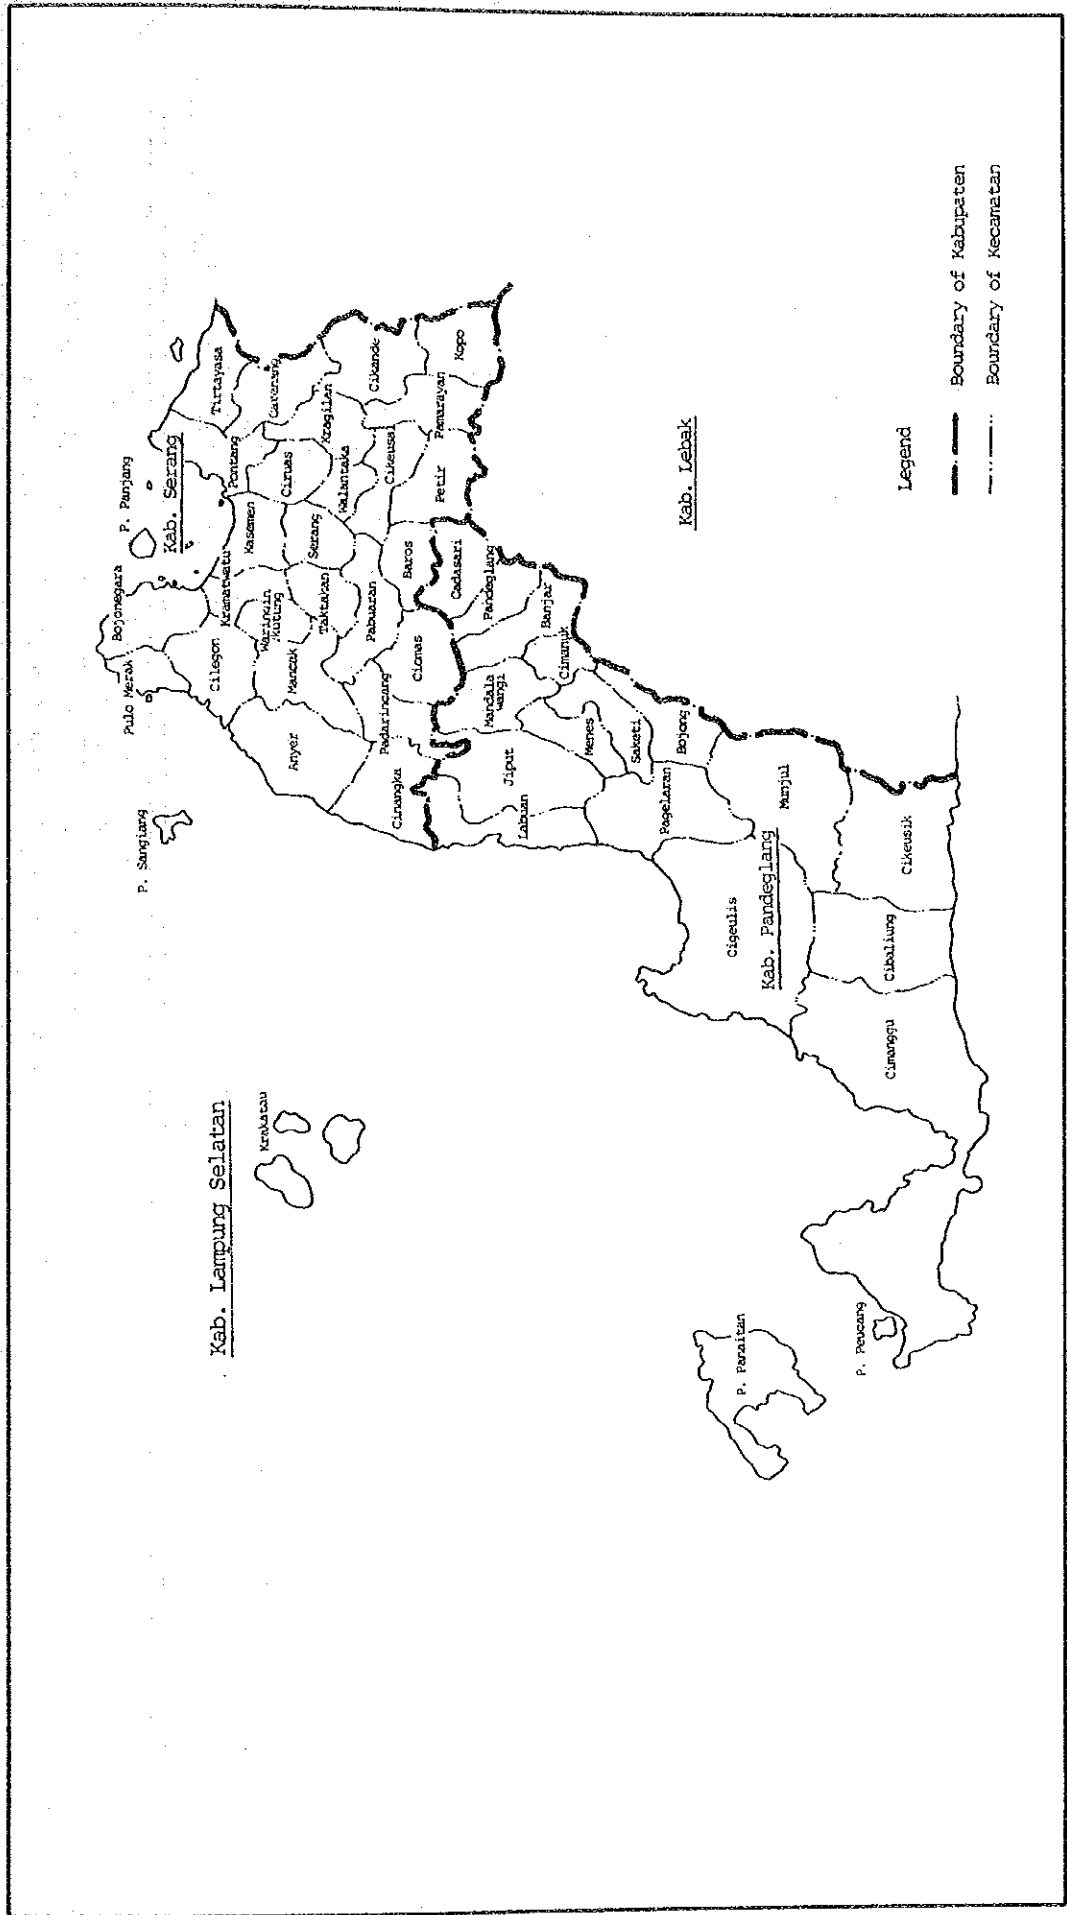 Kab. Lampung Selatan
Krakatau
P. Sangiang
Pulo Merak
Bojonegara
P. Panjang
Kab. Serang
Tirtayasa
Pontang
Carenang
Kasemen
Kramatwatu
Cilegon
Waringin
kutung
Mancak
Anyer
Ciruas
Kragilan
Cikande
Serang
Taktakan
Walantaka
Cikeusal
Pamarayan
Kopo
Petir
Pabuaran
Baros
Padarincang
Ciomas
Cinangka
Cadasari
Pandeglang
Banjar
Cimanuk
Mandala
wangi
Jiput
Labuan
Menes
Saketi
Bojong
Pagelaran
Munjul
Cigeulis
Kab. Pandeglang
Cikeusik
Cibaliung
Cimanggu
P. Panaitan
P. Peucang
Kab. Lebak
Legend
Boundary of Kabupaten
Boundary of Kecamatan